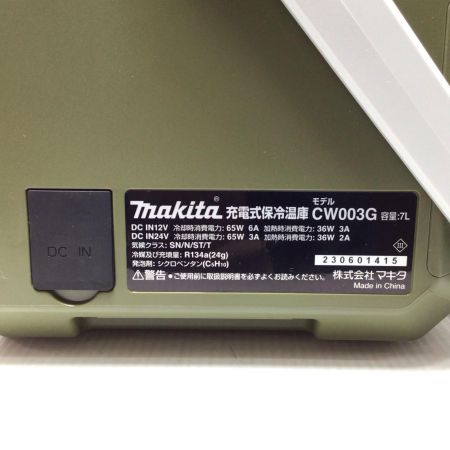 DC IN
makita® 充電式保冷温庫 モデル CW003G 容量:7L
DC IN12V 冷却時消費電力: 65W 6A 加熱時消費電力: 36W 3A
DC IN24V 冷却時消費電力: 65W 3A 加熱時消費電力: 36W 2A
気候クラス: SN/N/ST/T
冷媒及び充填量: R134a(24g)
発泡剤: シクロペンタン(C₅H₁₀)
230601415
⚠警告 ●ご使用前に取扱説明書を必ずよくお読みください。
株式会社マキタ
Made in China